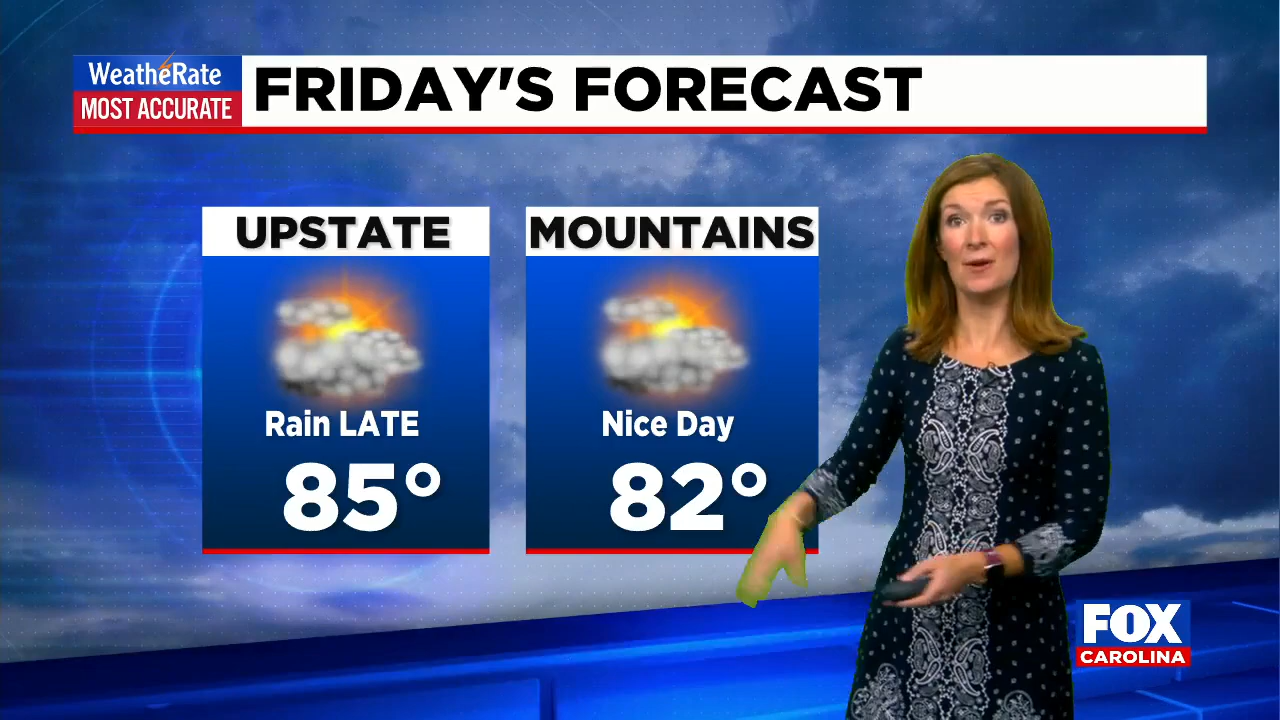 WeatheRate
MOST ACCURATE
FRIDAY'S FORECAST
UPSTATE
Rain LATE
85°
MOUNTAINS
Nice Day
82°
FOX
CAROLINA